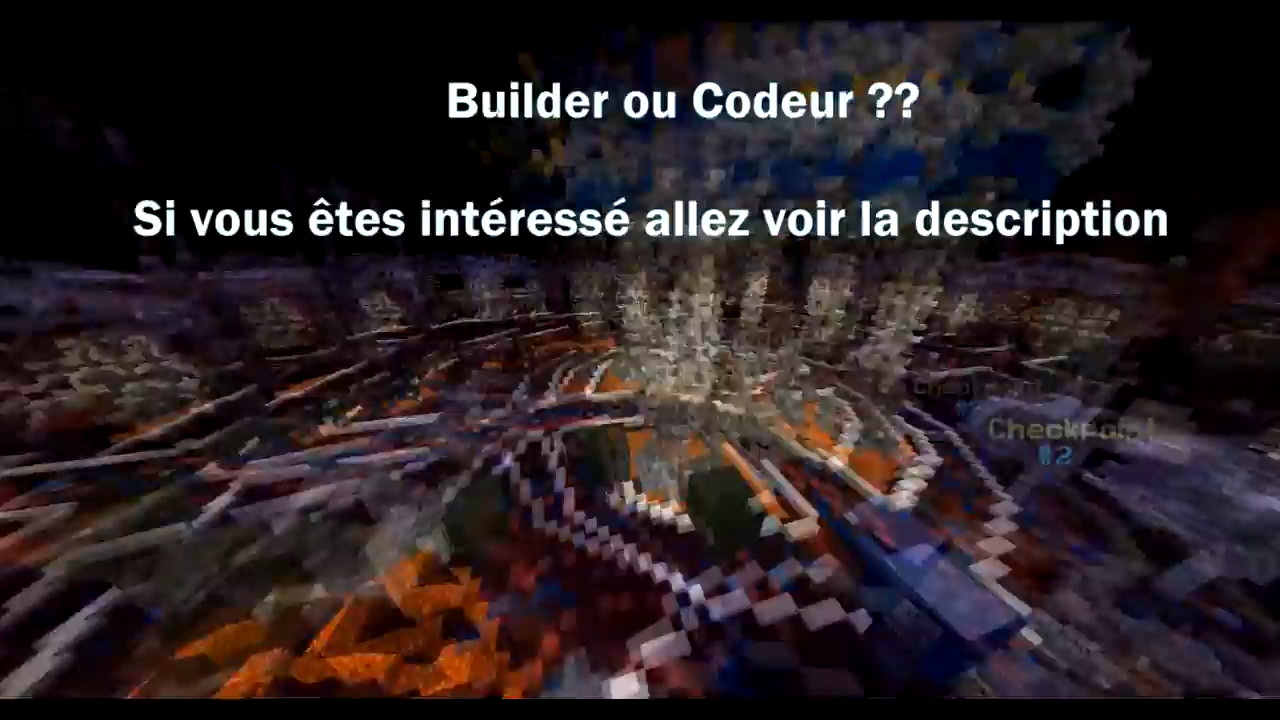 Builder ou Codeur ??
Si vous êtes intéressé allez voir la description
Checkpoint
#2